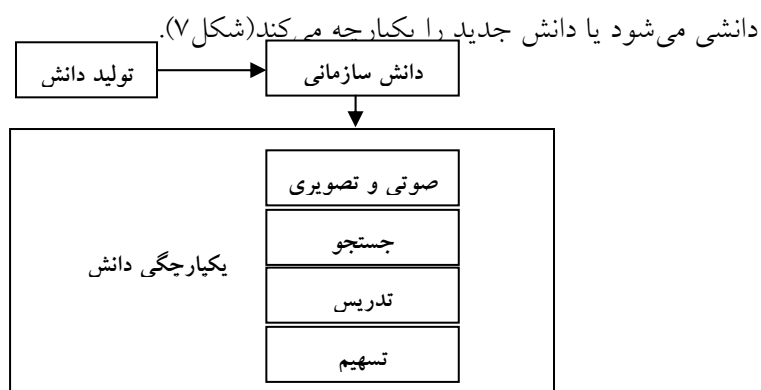 دانشی می‌شود یا دانش جدید را یکپارچه می‌کند(شکل۷).
دانش سازمانی
تولید دانش
صوتی و تصویری
جستجو
یکپارچگی دانش
تدریس
تسهیم